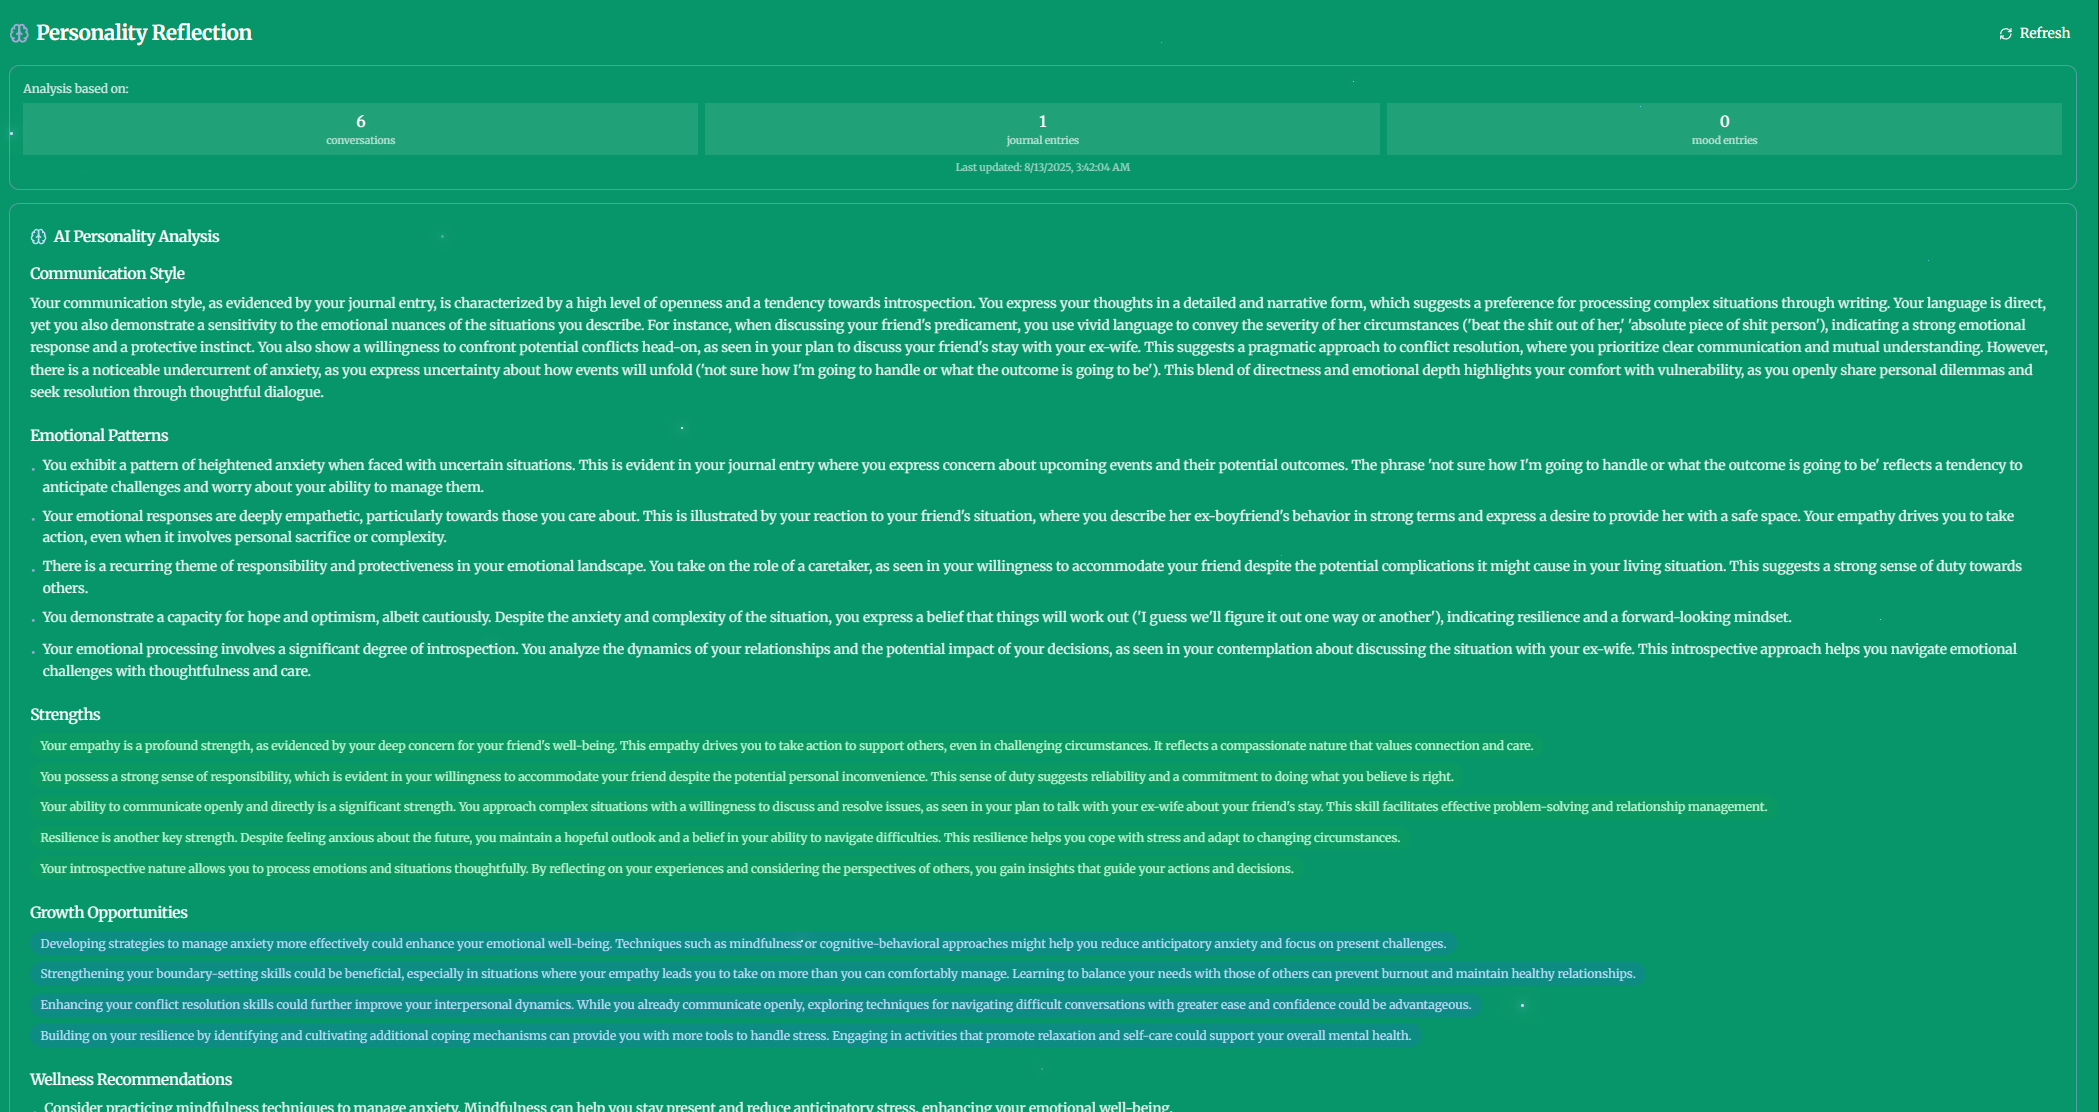 Personality Reflection
Refresh
Analysis based on:
6
conversations
1
journal entries
0
mood entries
Last updated: 8/13/2025, 3:42:04 AM
AI Personality Analysis
Communication Style
Your communication style, as evidenced by your journal entry, is characterized by a high level of openness and a tendency towards introspection. You express your thoughts in a detailed and narrative form, which suggests a preference for processing complex situations through writing. Your language is direct,
yet you also demonstrate a sensitivity to the emotional nuances of the situations you describe. For instance, when discussing your friend's predicament, you use vivid language to convey the severity of her circumstances ('beat the shit out of her,' 'absolute piece of shit person'), indicating a strong emotional
response and a protective instinct. You also show a willingness to confront potential conflicts head-on, as seen in your plan to discuss your friend's stay with your ex-wife. This suggests a pragmatic approach to conflict resolution, where you prioritize clear communication and mutual understanding. However,
there is a noticeable undercurrent of anxiety, as you express uncertainty about how events will unfold ('not sure how I'm going to handle or what the outcome is going to be'). This blend of directness and emotional depth highlights your comfort with vulnerability, as you openly share personal dilemmas and
seek resolution through thoughtful dialogue.
Emotional Patterns
You exhibit a pattern of heightened anxiety when faced with uncertain situations. This is evident in your journal entry where you express concern about upcoming events and their potential outcomes. The phrase 'not sure how I'm going to handle or what the outcome is going to be' reflects a tendency to
anticipate challenges and worry about your ability to manage them.
Your emotional responses are deeply empathetic, particularly towards those you care about. This is illustrated by your reaction to your friend's situation, where you describe her ex-boyfriend's behavior in strong terms and express a desire to provide her with a safe space. Your empathy drives you to take
action, even when it involves personal sacrifice or complexity.
There is a recurring theme of responsibility and protectiveness in your emotional landscape. You take on the role of a caretaker, as seen in your willingness to accommodate your friend despite the potential complications it might cause in your living situation. This suggests a strong sense of duty towards
others.
You demonstrate a capacity for hope and optimism, albeit cautiously. Despite the anxiety and complexity of the situation, you express a belief that things will work out ('I guess we'll figure it out one way or another'), indicating resilience and a forward-looking mindset.
Your emotional processing involves a significant degree of introspection. You analyze the dynamics of your relationships and the potential impact of your decisions, as seen in your contemplation about discussing the situation with your ex-wife. This introspective approach helps you navigate emotional
challenges with thoughtfulness and care.
Strengths
Your empathy is a profound strength, as evidenced by your deep concern for your friend's well-being. This empathy drives you to take action to support others, even in challenging circumstances. It reflects a compassionate nature that values connection and care.
You possess a strong sense of responsibility, which is evident in your willingness to accommodate your friend despite the potential personal inconvenience. This sense of duty suggests reliability and a commitment to doing what you believe is right.
Your ability to communicate openly and directly is a significant strength. You approach complex situations with a willingness to discuss and resolve issues, as seen in your plan to talk with your ex-wife about your friend's stay. This skill facilitates effective problem-solving and relationship management.
Resilience is another key strength. Despite feeling anxious about the future, you maintain a hopeful outlook and a belief in your ability to navigate difficulties. This resilience helps you cope with stress and adapt to changing circumstances.
Your introspective nature allows you to process emotions and situations thoughtfully. By reflecting on your experiences and considering the perspectives of others, you gain insights that guide your actions and decisions.
Growth Opportunities
Developing strategies to manage anxiety more effectively could enhance your emotional well-being. Techniques such as mindfulness or cognitive-behavioral approaches might help you reduce anticipatory anxiety and focus on present challenges.
Strengthening your boundary-setting skills could be beneficial, especially in situations where your empathy leads you to take on more than you can comfortably manage. Learning to balance your needs with those of others can prevent burnout and maintain healthy relationships.
Enhancing your conflict resolution skills could further improve your interpersonal dynamics. While you already communicate openly, exploring techniques for navigating difficult conversations with greater ease and confidence could be advantageous.
Building on your resilience by identifying and cultivating additional coping mechanisms can provide you with more tools to handle stress. Engaging in activities that promote relaxation and self-care could support your overall mental health.
Wellness Recommendations
Consider practicing mindfulness techniques to manage anxiety. Mindfulness can help you stay present and reduce anticipatory stress, enhancing your emotional well-being.